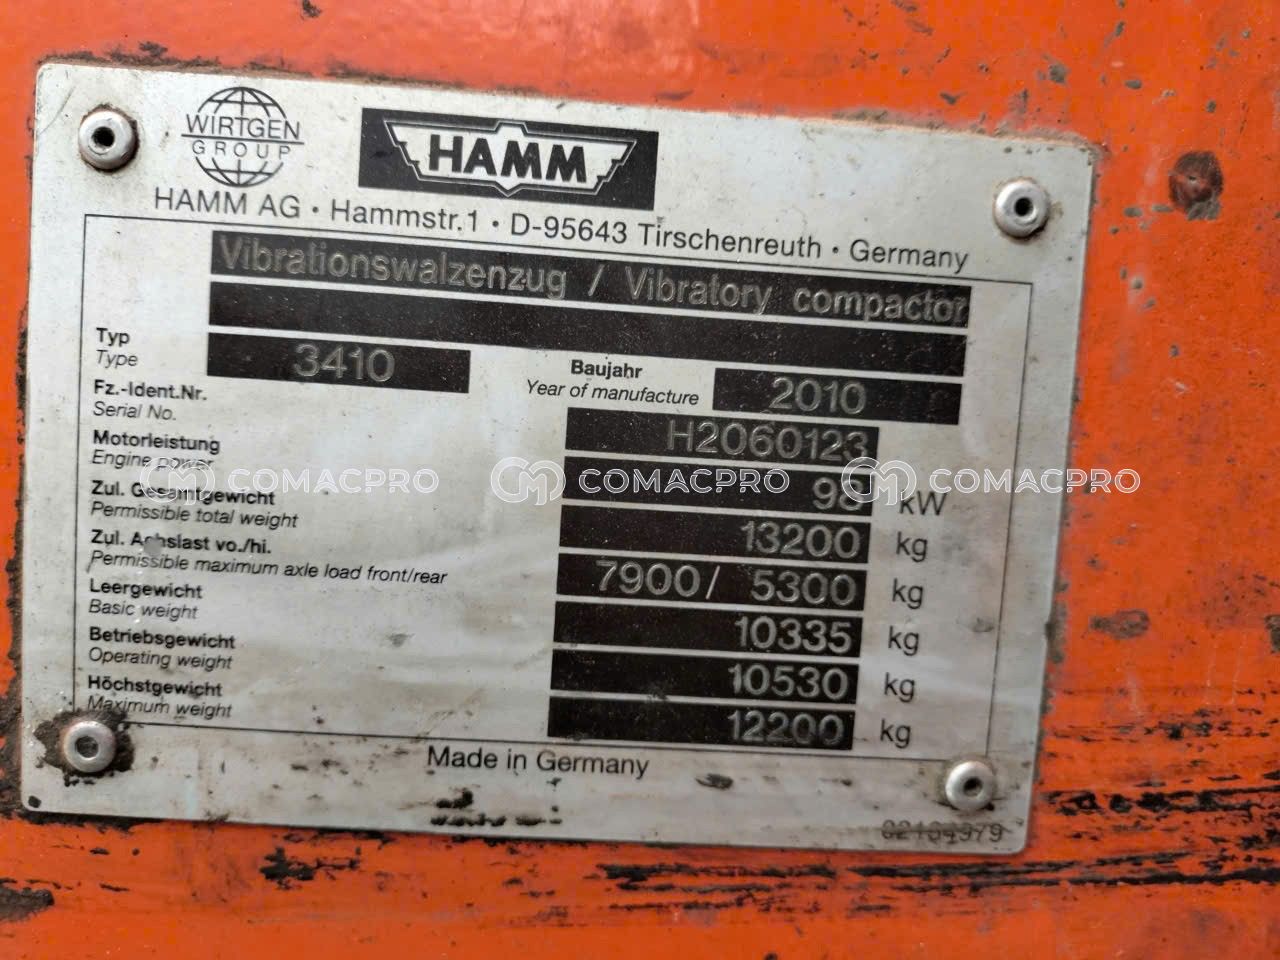 WIRTGEN
GROUP
HAMM
HAMM AG · Hammstr.1 · D-95643 Tirschenreuth · Germany
Vibrationswalzenzug / Vibratory compactor
Typ
Type
3410
Baujahr
Year of manufacture
2010
Fz.-Ident.Nr.
Serial No.
H2060123
Motorleistung
Engine power
98 kW
COMACPRO COMACPRO COMACPRO
Zul. Gesamtgewicht
Permissible total weight
13200 kg
Zul. Achslast vo./hi.
Permissible maximum axle load front/rear
7900/ 5300 kg
Leergewicht
Basic weight
10335 kg
Betriebsgewicht
Operating weight
10530 kg
Höchstgewicht
Maximum weight
12200 kg
Made in Germany